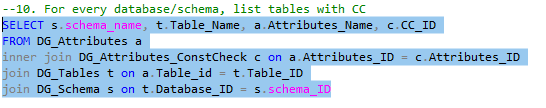 --10. For every database/schema, list tables with CC
SELECT s.schema_name, t.Table_Name, a.Attributes_Name, c.CC_ID
FROM DG_Attributes a
inner join DG_Attributes_ConstCheck c on a.Attributes_ID = c.Attributes_ID
join DG_Tables t on a.Table_id = t.Table_ID
join DG_Schema s on t.Database_ID = s.schema_ID